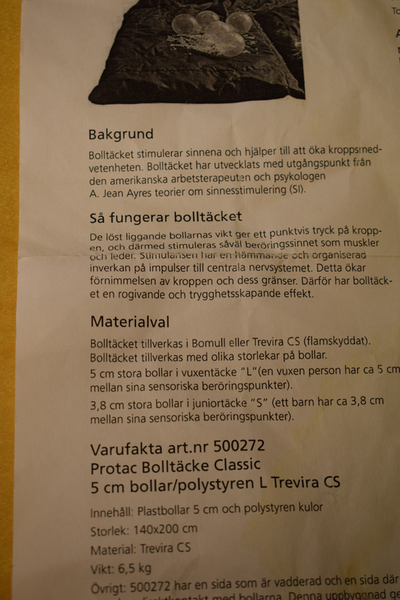 To
Bakgrund
Bolltäcket stimulerar sinnena och hjälper till att öka kroppsmed-
vetenheten. Bolltäcket har utvecklats med utgångspunkt från
den amerikanska arbetsterapeuten och psykologen
A. Jean Ayres teorier om sinnesstimulering (SI).
Så fungerar bolltäcket
De löst liggande bollarnas vikt ger ett punktvis tryck på kropp-
en, och därmed stimuleras såväl beröringssinnet som muskler
och leder. Stimulansen har en hämmande och organiserad
inverkan på impulser till centrala nervsystemet. Detta ökar
förnimmelsen av kroppen och dess gränser. Därför har bolltäck-
et en rogivande och trygghetsskapande effekt.
Materialval
Bolltäcket tillverkas i Bomull eller Trevira CS (flamskyddat).
Bolltäcket tillverkas med olika storlekar på bollar.
5 cm stora bollar i vuxentäcke "L"(en vuxen person har ca 5 cm
mellan sina sensoriska beröringspunkter).
3,8 cm stora bollar i juniortäcke "S" (ett barn har ca 3,8 cm
mellan sina sensoriska beröringspunkter).
Varufakta art.nr 500272
Protac Bolltäcke Classic
5 cm bollar/polystyren L Trevira CS
Innehåll: Plastbollar 5 cm och polystyren kulor
Storlek: 140x200 cm
Material: Trevira CS
Vikt: 6,5 kg
Övrigt: 500272 har en sida som är vadderad och en sida där
med bollarna. Denna